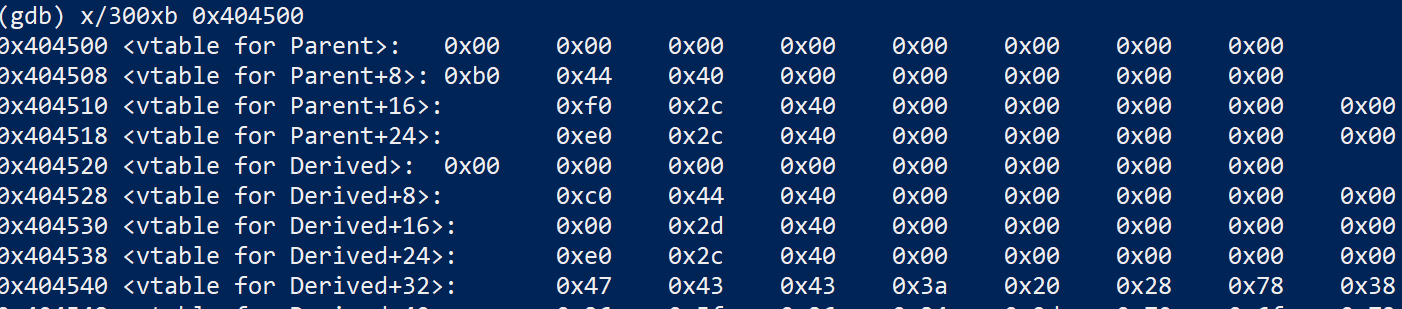 (gdb) x/300xb 0x404500
0x404500 <vtable for Parent>: 0x00 0x00 0x00 0x00 0x00 0x00 0x00 0x00
0x404508 <vtable for Parent+8>: 0xb0 0x44 0x40 0x00 0x00 0x00 0x00 0x00
0x404510 <vtable for Parent+16>: 0xf0 0x2c 0x40 0x00 0x00 0x00 0x00 0x00
0x404518 <vtable for Parent+24>: 0xe0 0x2c 0x40 0x00 0x00 0x00 0x00 0x00
0x404520 <vtable for Derived>: 0x00 0x00 0x00 0x00 0x00 0x00 0x00 0x00
0x404528 <vtable for Derived+8>: 0xc0 0x44 0x40 0x00 0x00 0x00 0x00 0x00
0x404530 <vtable for Derived+16>: 0x00 0x2d 0x40 0x00 0x00 0x00 0x00 0x00
0x404538 <vtable for Derived+24>: 0xe0 0x2c 0x40 0x00 0x00 0x00 0x00 0x00
0x404540 <vtable for Derived+32>: 0x47 0x43 0x43 0x3a 0x20 0x28 0x78 0x38